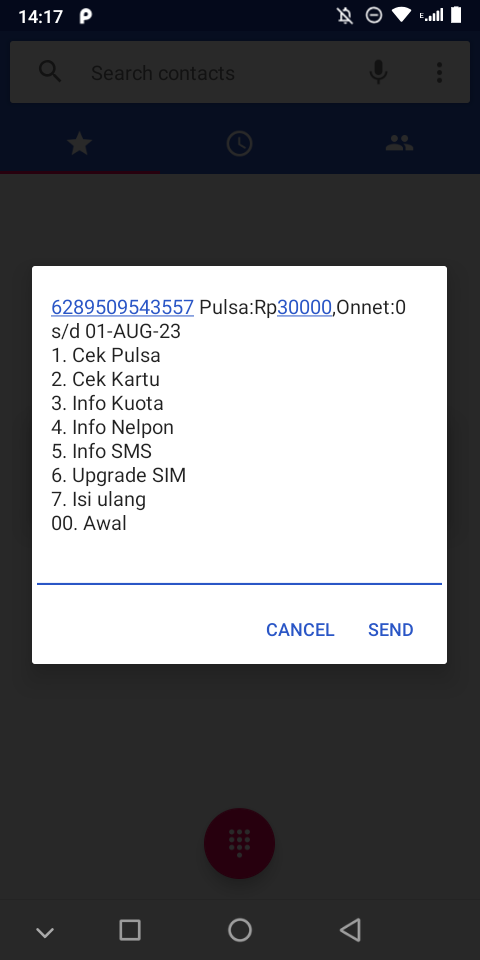 14:17
Search contacts
6289509543557 Pulsa:Rp30000,Onnet:0
s/d 01-AUG-23
1. Cek Pulsa
2. Cek Kartu
3. Info Kuota
4. Info Nelpon
5. Info SMS
6. Upgrade SIM
7. Isi ulang
00. Awal
CANCEL SEND